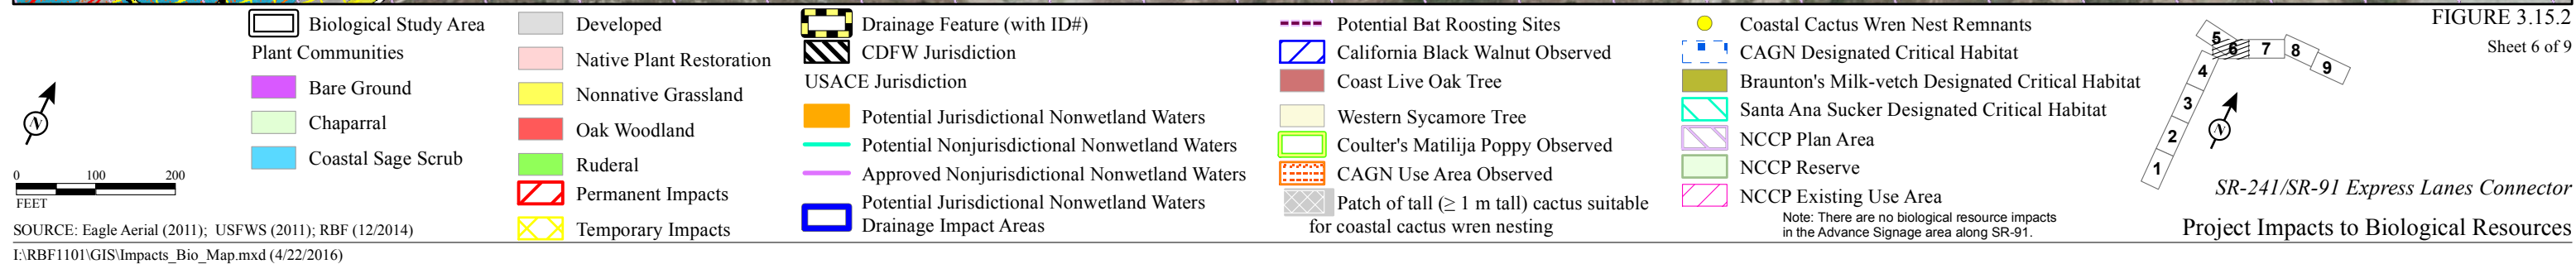 Biological Study Area
Plant Communities
Bare Ground
Chaparral
Coastal Sage Scrub
N
0 100 200
FEET
SOURCE: Eagle Aerial (2011); USFWS (2011); RBF (12/2014)
I:\RBF1101\GIS\Impacts_Bio_Map.mxd (4/22/2016)
Developed
Native Plant Restoration
Nonnative Grassland
Oak Woodland
Ruderal
Permanent Impacts
Temporary Impacts
Drainage Feature (with ID#)
CDFW Jurisdiction
USACE Jurisdiction
Potential Jurisdictional Nonwetland Waters
Potential Nonjurisdictional Nonwetland Waters
Approved Nonjurisdictional Nonwetland Waters
Potential Jurisdictional Nonwetland Waters
Drainage Impact Areas
Potential Bat Roosting Sites
California Black Walnut Observed
Coast Live Oak Tree
Western Sycamore Tree
Coulter's Matilija Poppy Observed
CAGN Use Area Observed
Patch of tall (≥ 1 m tall) cactus suitable
for coastal cactus wren nesting
Coastal Cactus Wren Nest Remnants
CAGN Designated Critical Habitat
Braunton's Milk-vetch Designated Critical Habitat
Santa Ana Sucker Designated Critical Habitat
NCCP Plan Area
NCCP Reserve
NCCP Existing Use Area
Note: There are no biological resource impacts
in the Advance Signage area along SR-91.
5
6
7
8
9
4
3
2
1
N
FIGURE 3.15.2
Sheet 6 of 9
SR-241/SR-91 Express Lanes Connector
Project Impacts to Biological Resources